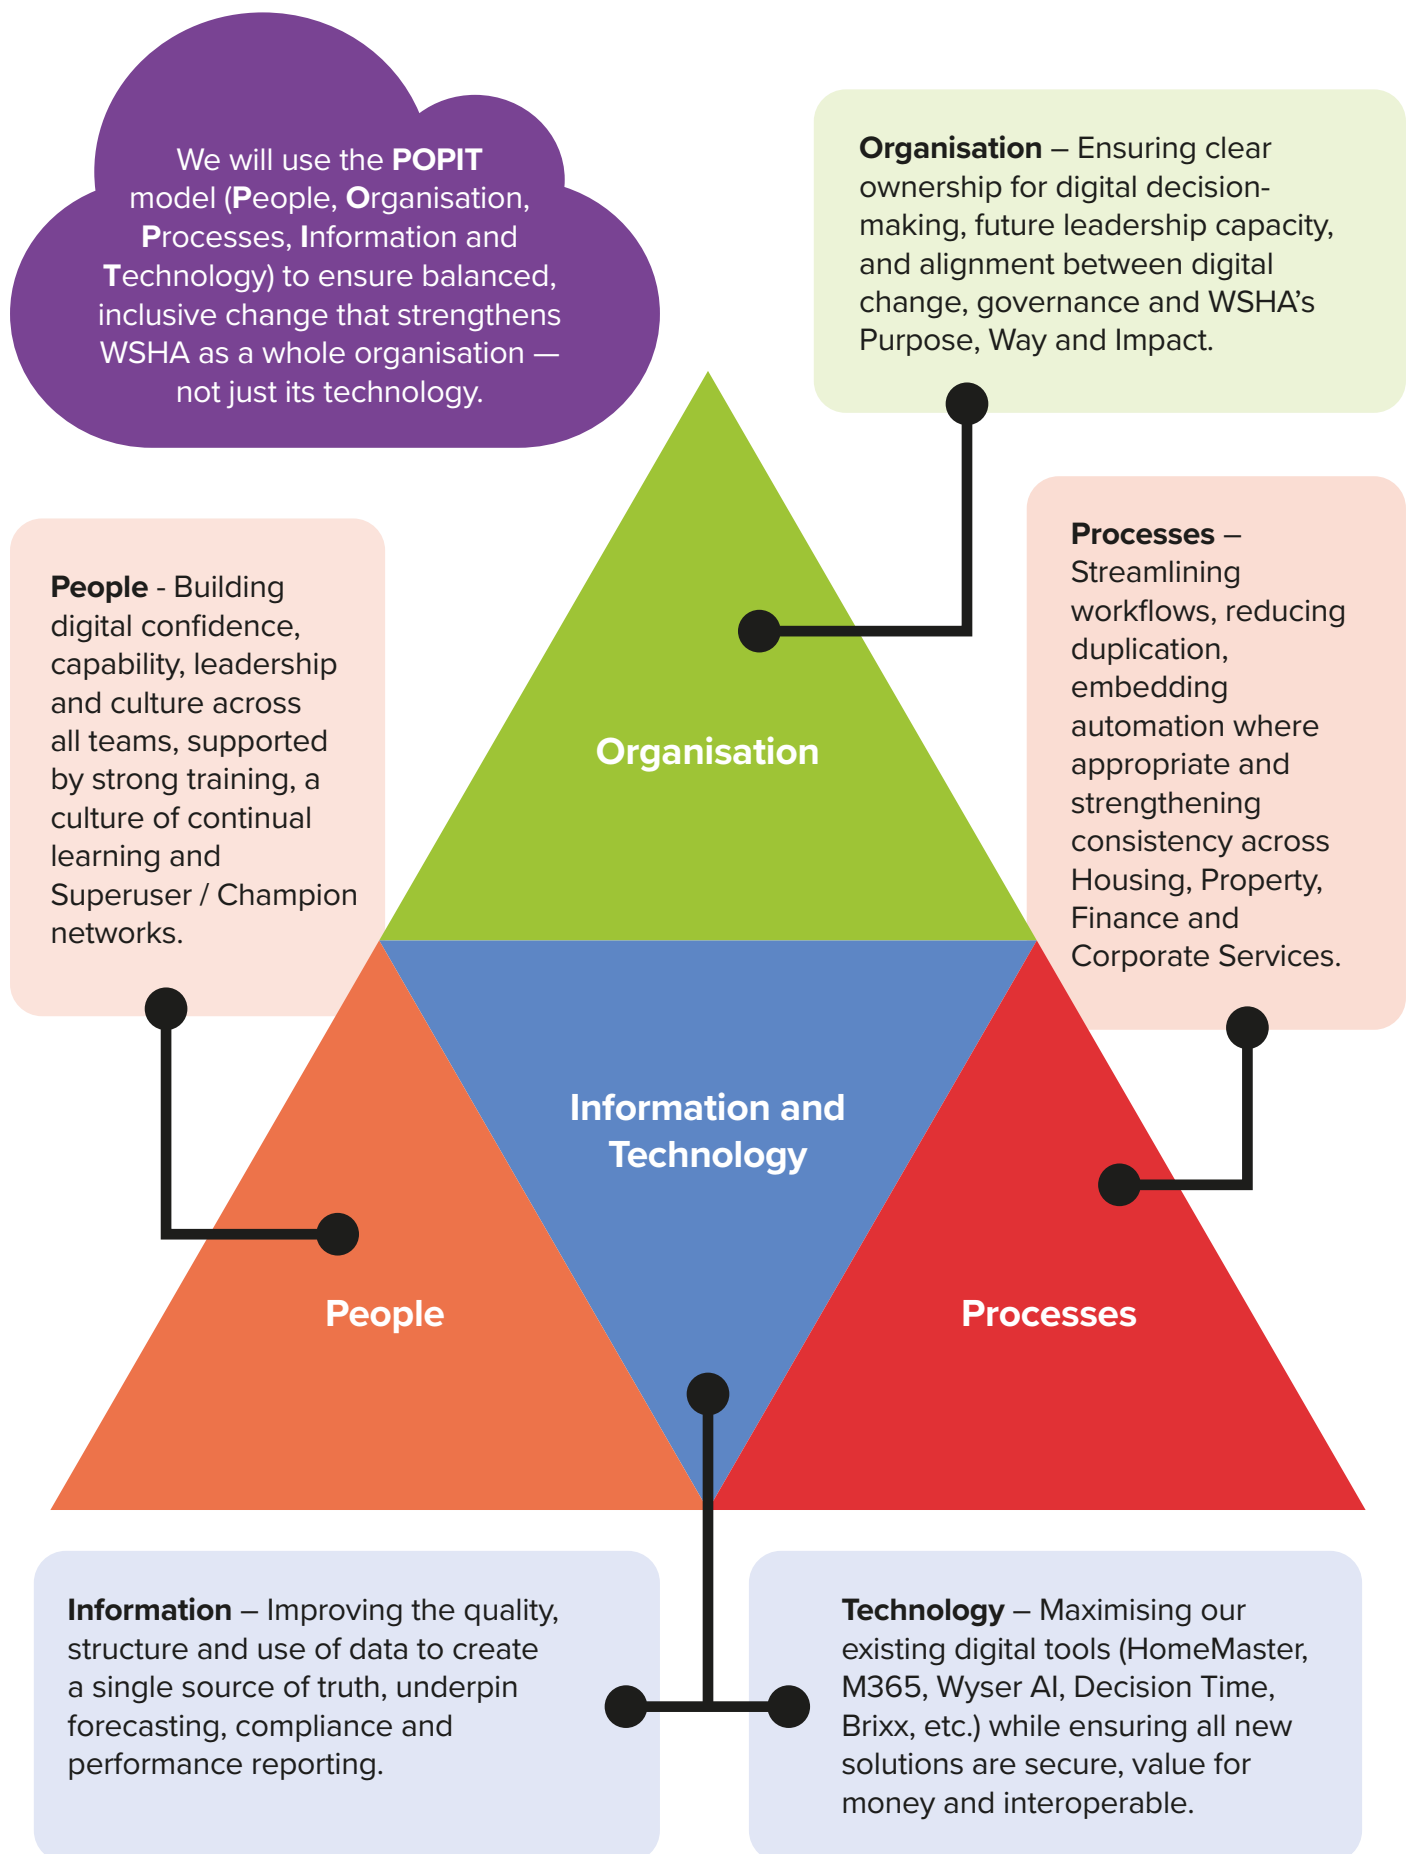 We will use the POPIT
model (People, Organisation,
Processes, Information and
Technology) to ensure balanced,
inclusive change that strengthens
WSHA as a whole organisation —
not just its technology.
Organisation – Ensuring clear
ownership for digital decision-
making, future leadership capacity,
and alignment between digital
change, governance and WSHA’s
Purpose, Way and Impact.
People - Building
digital confidence,
capability, leadership
and culture across
all teams, supported
by strong training, a
culture of continual
learning and
Superuser / Champion
networks.
Processes –
Streamlining
workflows, reducing
duplication,
embedding
automation where
appropriate and
strengthening
consistency across
Housing, Property,
Finance and
Corporate Services.
Organisation
Information and
Technology
People
Processes
Information – Improving the quality,
structure and use of data to create
a single source of truth, underpin
forecasting, compliance and
performance reporting.
Technology – Maximising our
existing digital tools (HomeMaster,
M365, Wyser AI, Decision Time,
Brixx, etc.) while ensuring all new
solutions are secure, value for
money and interoperable.